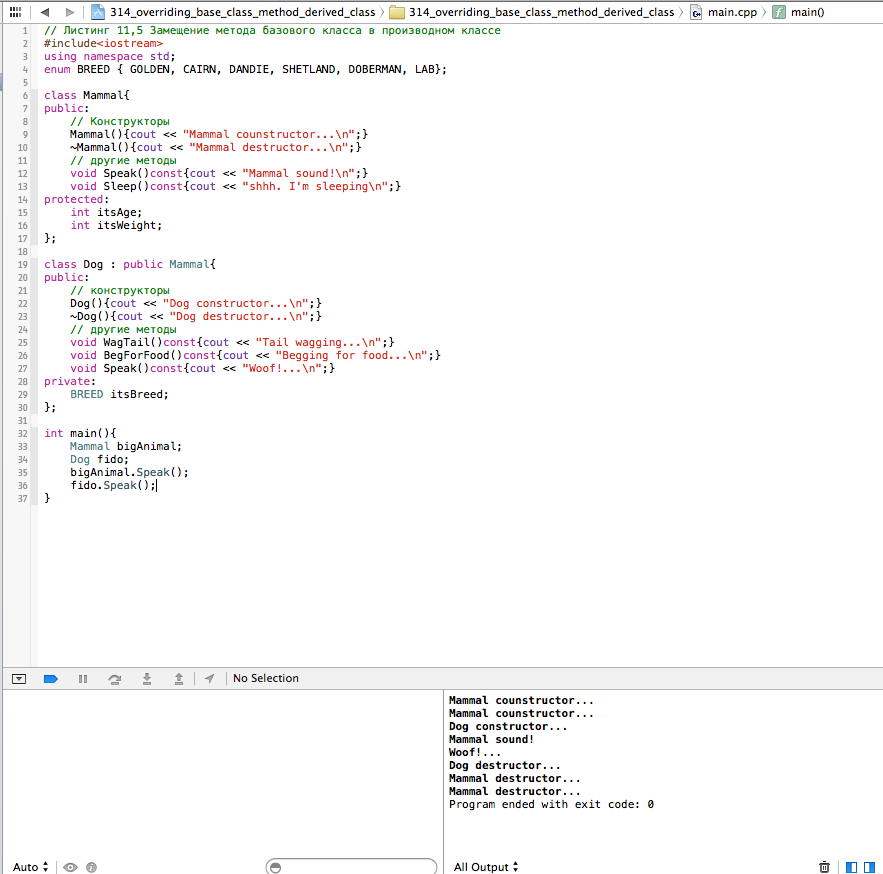 314_overriding_base_class_method_derived_class 314_overriding_base_class_method_derived_class main.cpp main()
1 // Листинг 11,5 Замещение метода базового класса в производном классе
2 #include<iostream>
3 using namespace std;
4 enum BREED { GOLDEN, CAIRN, DANDIE, SHETLAND, DOBERMAN, LAB};
5
6 class Mammal{
7 public:
8 // Конструкторы
9 Mammal(){cout << "Mammal counstructor...\n";}
10 ~Mammal(){cout << "Mammal destructor...\n";}
11 // другие методы
12 void Speak()const{cout << "Mammal sound!\n";}
13 void Sleep()const{cout << "shhh. I'm sleeping\n";}
14 protected:
15 int itsAge;
16 int itsWeight;
17 };
18
19 class Dog : public Mammal{
20 public:
21 // конструкторы
22 Dog(){cout << "Dog constructor...\n";}
23 ~Dog(){cout << "Dog destructor...\n";}
24 // другие методы
25 void WagTail()const{cout << "Tail wagging...\n";}
26 void BegForFood()const{cout << "Begging for food...\n";}
27 void Speak()const{cout << "Woof!...\n";}
28 private:
29 BREED itsBreed;
30 };
31
32 int main(){
33 Mammal bigAnimal;
34 Dog fido;
35 bigAnimal.Speak();
36 fido.Speak();
37 }
No Selection
Mammal counstructor...
Mammal counstructor...
Dog constructor...
Mammal sound!
Woof!...
Dog destructor...
Mammal destructor...
Mammal destructor...
Program ended with exit code: 0
Auto All Output